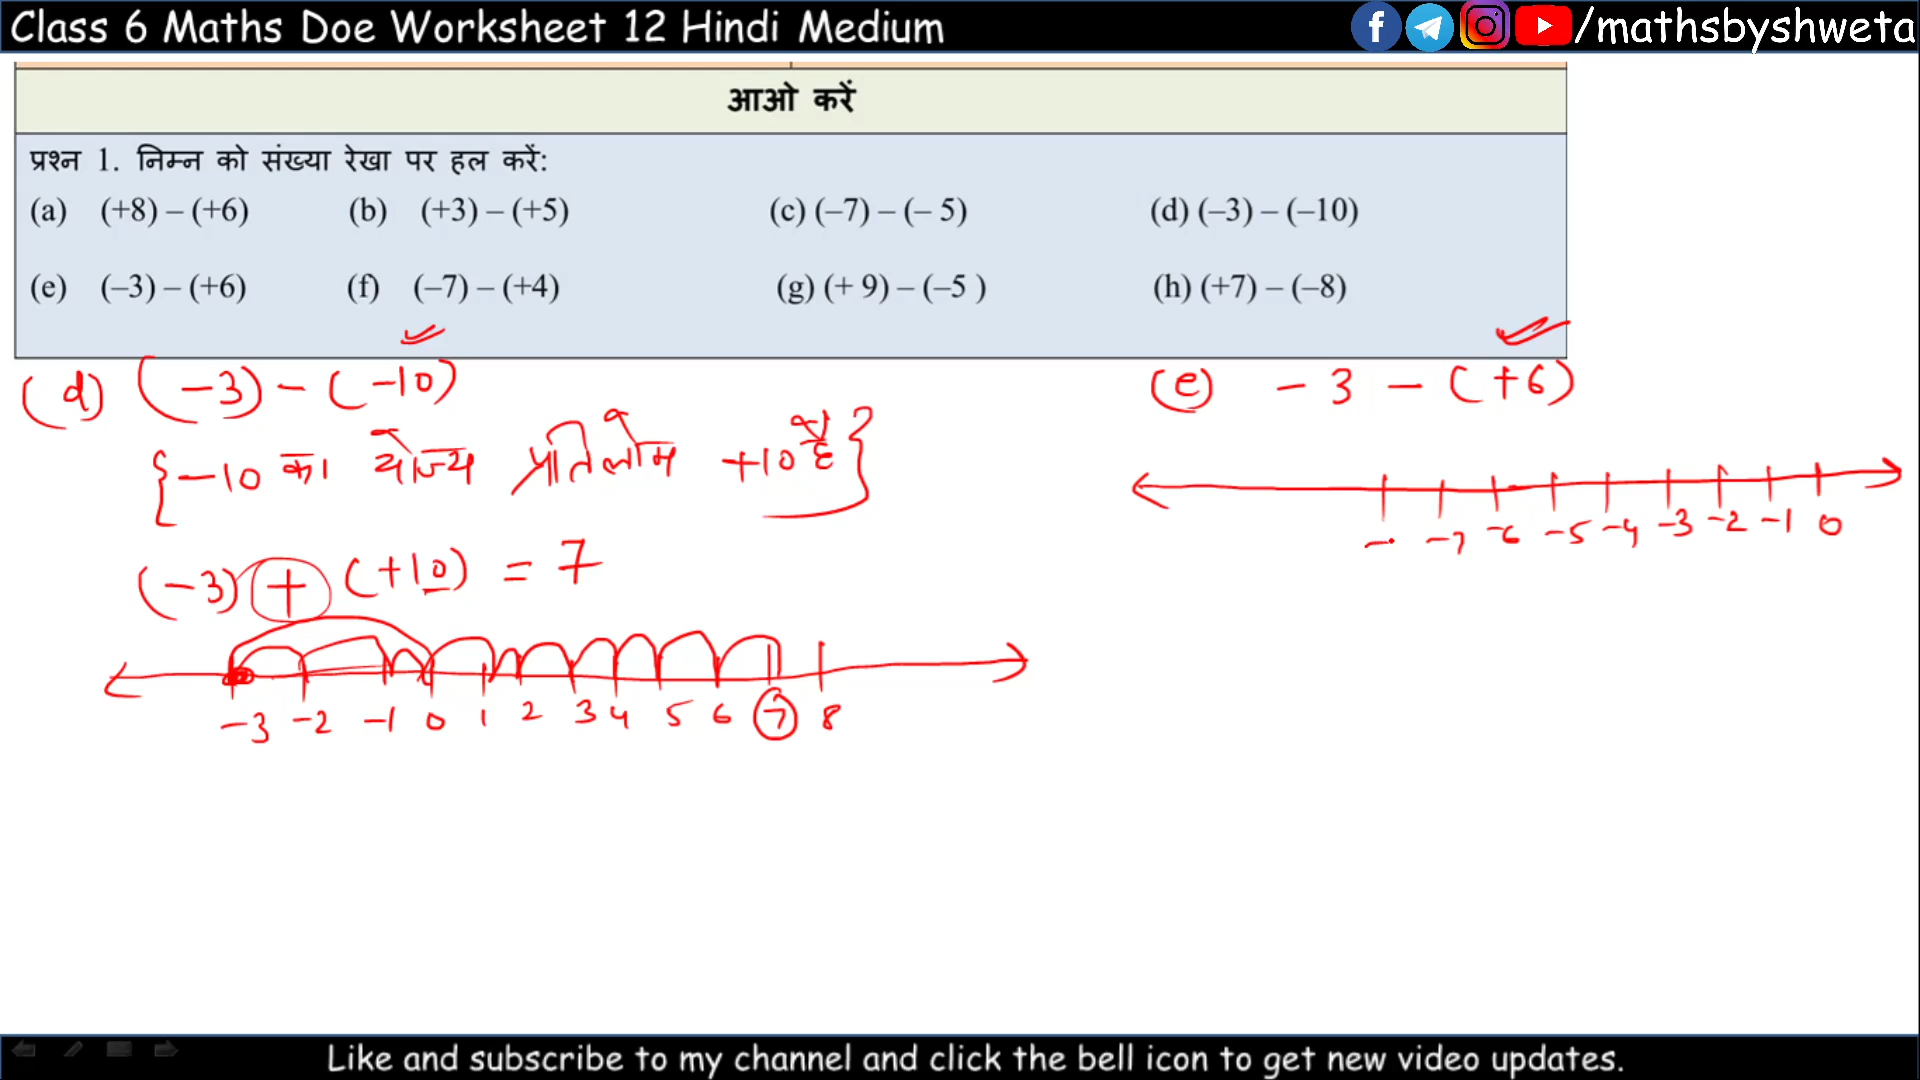 Class 6 Maths Doe Worksheet 12 Hindi Medium
/mathsbyshweta
आओ करें
प्रश्न 1. निम्न को संख्या रेखा पर हल करें:
(a) (+8) – (+6) (b) (+3) – (+5) (c) (–7) – (– 5) (d) (–3) – (–10)
(e) (–3) – (+6) (f) (–7) – (+4) (g) (+ 9) – (–5 ) (h) (+7) – (–8)
(d) (-3) - (-10)
{-10 का योज्य प्रतिलोम +10 है}
(-3) + (+10) = 7
-3 -2 -1 0 1 2 3 4 5 6 7 8
(e) -3 - (+6)
- -7 -6 -5 -4 -3 -2 -1 0
Like and subscribe to my channel and click the bell icon to get new video updates.